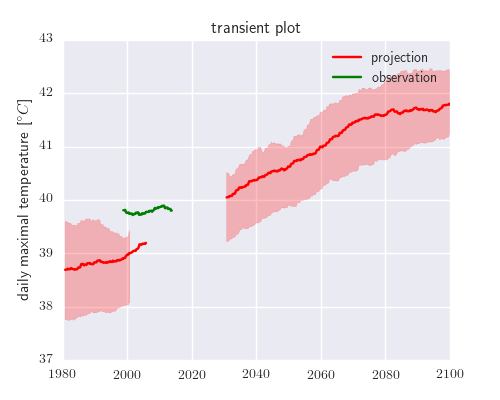 transient plot
43
42
41
40
39
38
37
daily maximal temperature [°C]
projection
observation
1980 2000 2020 2040 2060 2080 2100